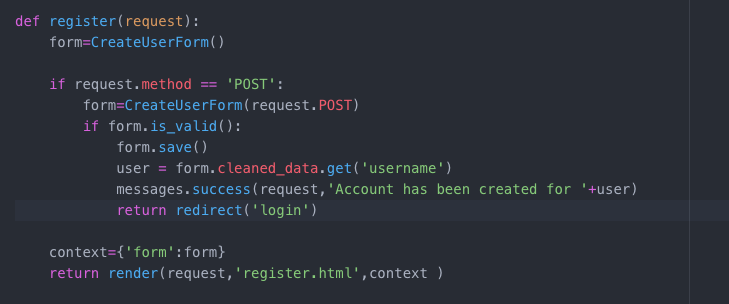 def register(request):
    form=CreateUserForm()

    if request.method == 'POST':
        form=CreateUserForm(request.POST)
        if form.is_valid():
            form.save()
            user = form.cleaned_data.get('username')
            messages.success(request,'Account has been created for '+user)
            return redirect('login')

    context={'form':form}
    return render(request,'register.html',context )